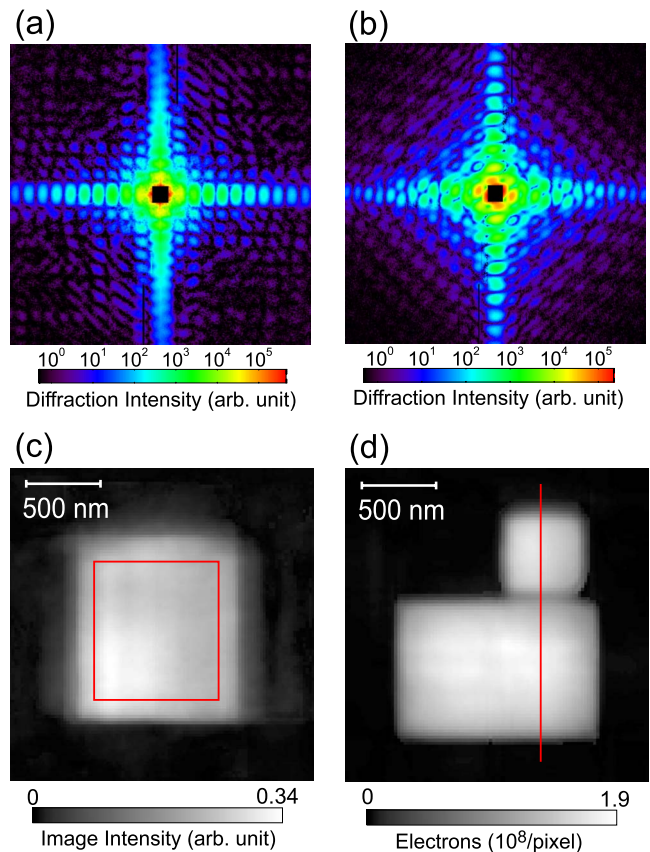 (a) (b)
10⁰ 10¹ 10² 10³ 10⁴ 10⁵ 10⁰ 10¹ 10² 10³ 10⁴ 10⁵
Diffraction Intensity (arb. unit) Diffraction Intensity (arb. unit)
(c) (d)
500 nm 500 nm
0 0.34 0 1.9
Image Intensity (arb. unit) Electrons (10⁸/pixel)